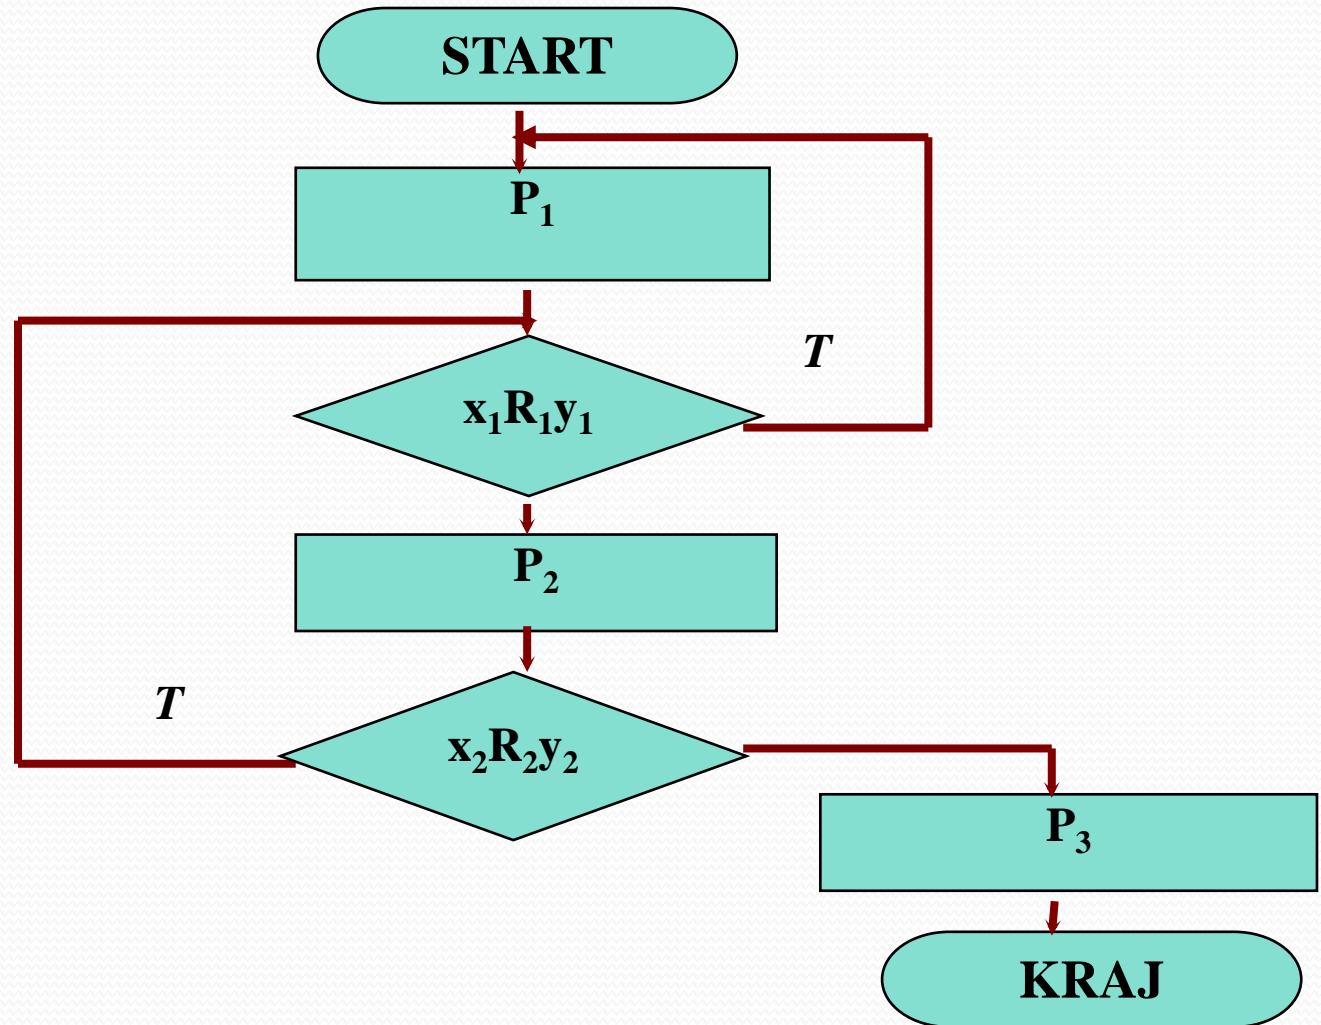 START
P₁
T
x₁R₁y₁
P₂
T
x₂R₂y₂
P₃
KRAJ